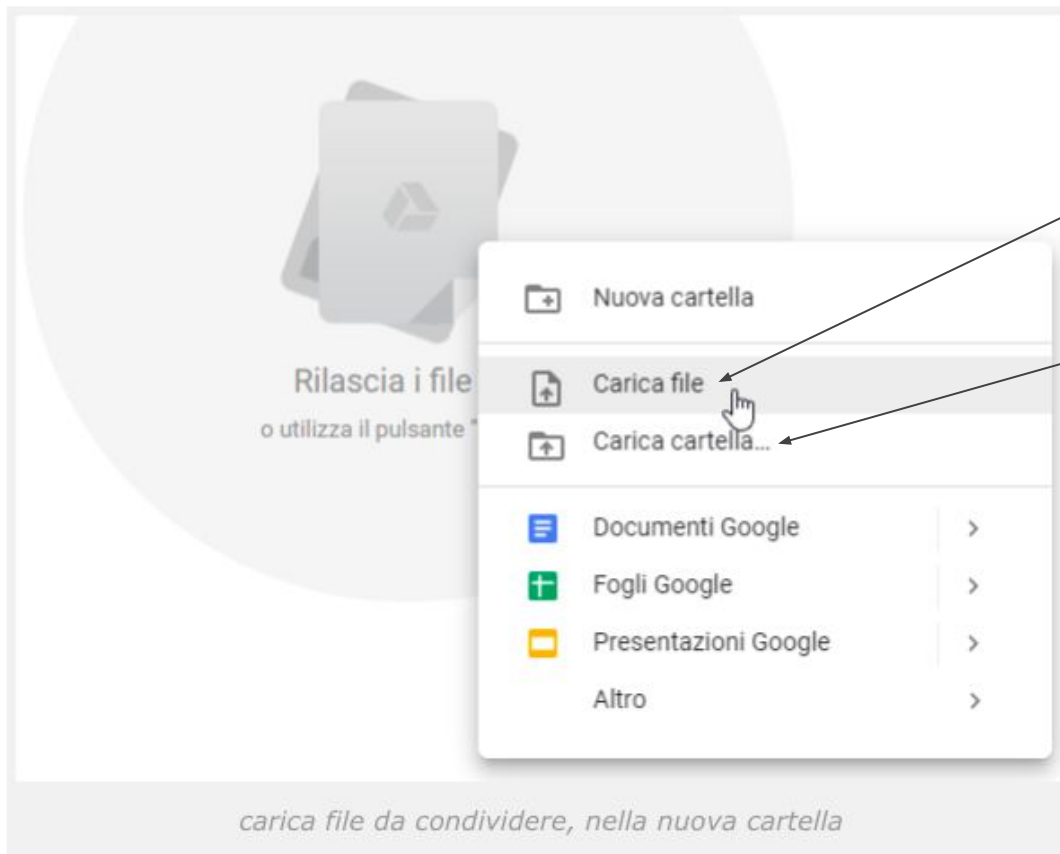 Nuova cartella
Rilascia i file
Carica file
o utilizza il pulsante "
Carica cartella...
Documenti Google
Fogli Google
Presentazioni Google
Altro
carica file da condividere, nella nuova cartella